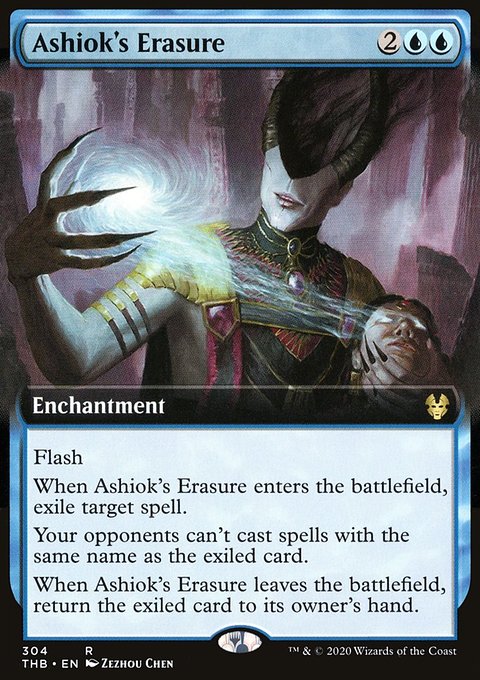 Ashiok's Erasure 2
Enchantment
Flash
When Ashiok's Erasure enters the battlefield,
exile target spell.
Your opponents can't cast spells with the
same name as the exiled card.
When Ashiok's Erasure leaves the battlefield,
return the exiled card to its owner's hand.
304 R
THB • EN Zezhou Chen ™ & © 2020 Wizards of the Coast